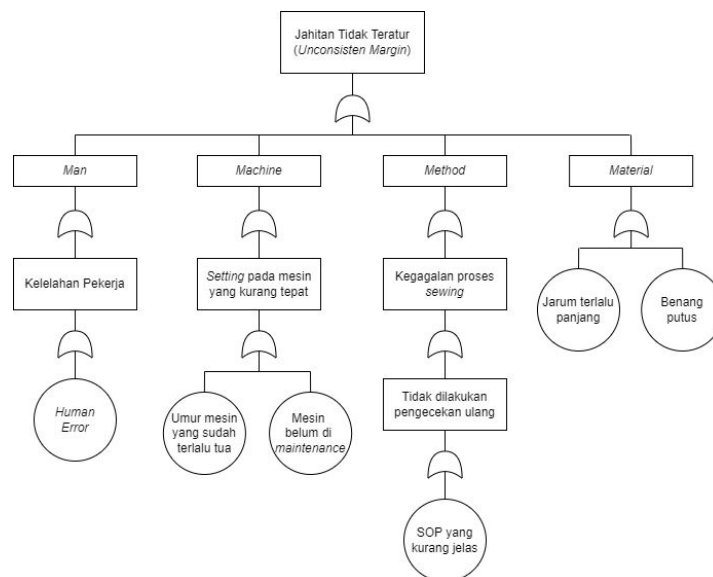 Jahitan Tidak Teratur
(Unconsisten Margin)
Man
Machine
Method
Material
Kelelahan Pekerja
Setting pada mesin
yang kurang tepat
Kegagalan proses
sewing
Jarum terlalu
panjang
Benang
putus
Human
Error
Umur mesin
yang sudah
terlalu tua
Mesin
belum di
maintenance
Tidak dilakukan
pengecekan ulang
SOP yang
kurang jelas